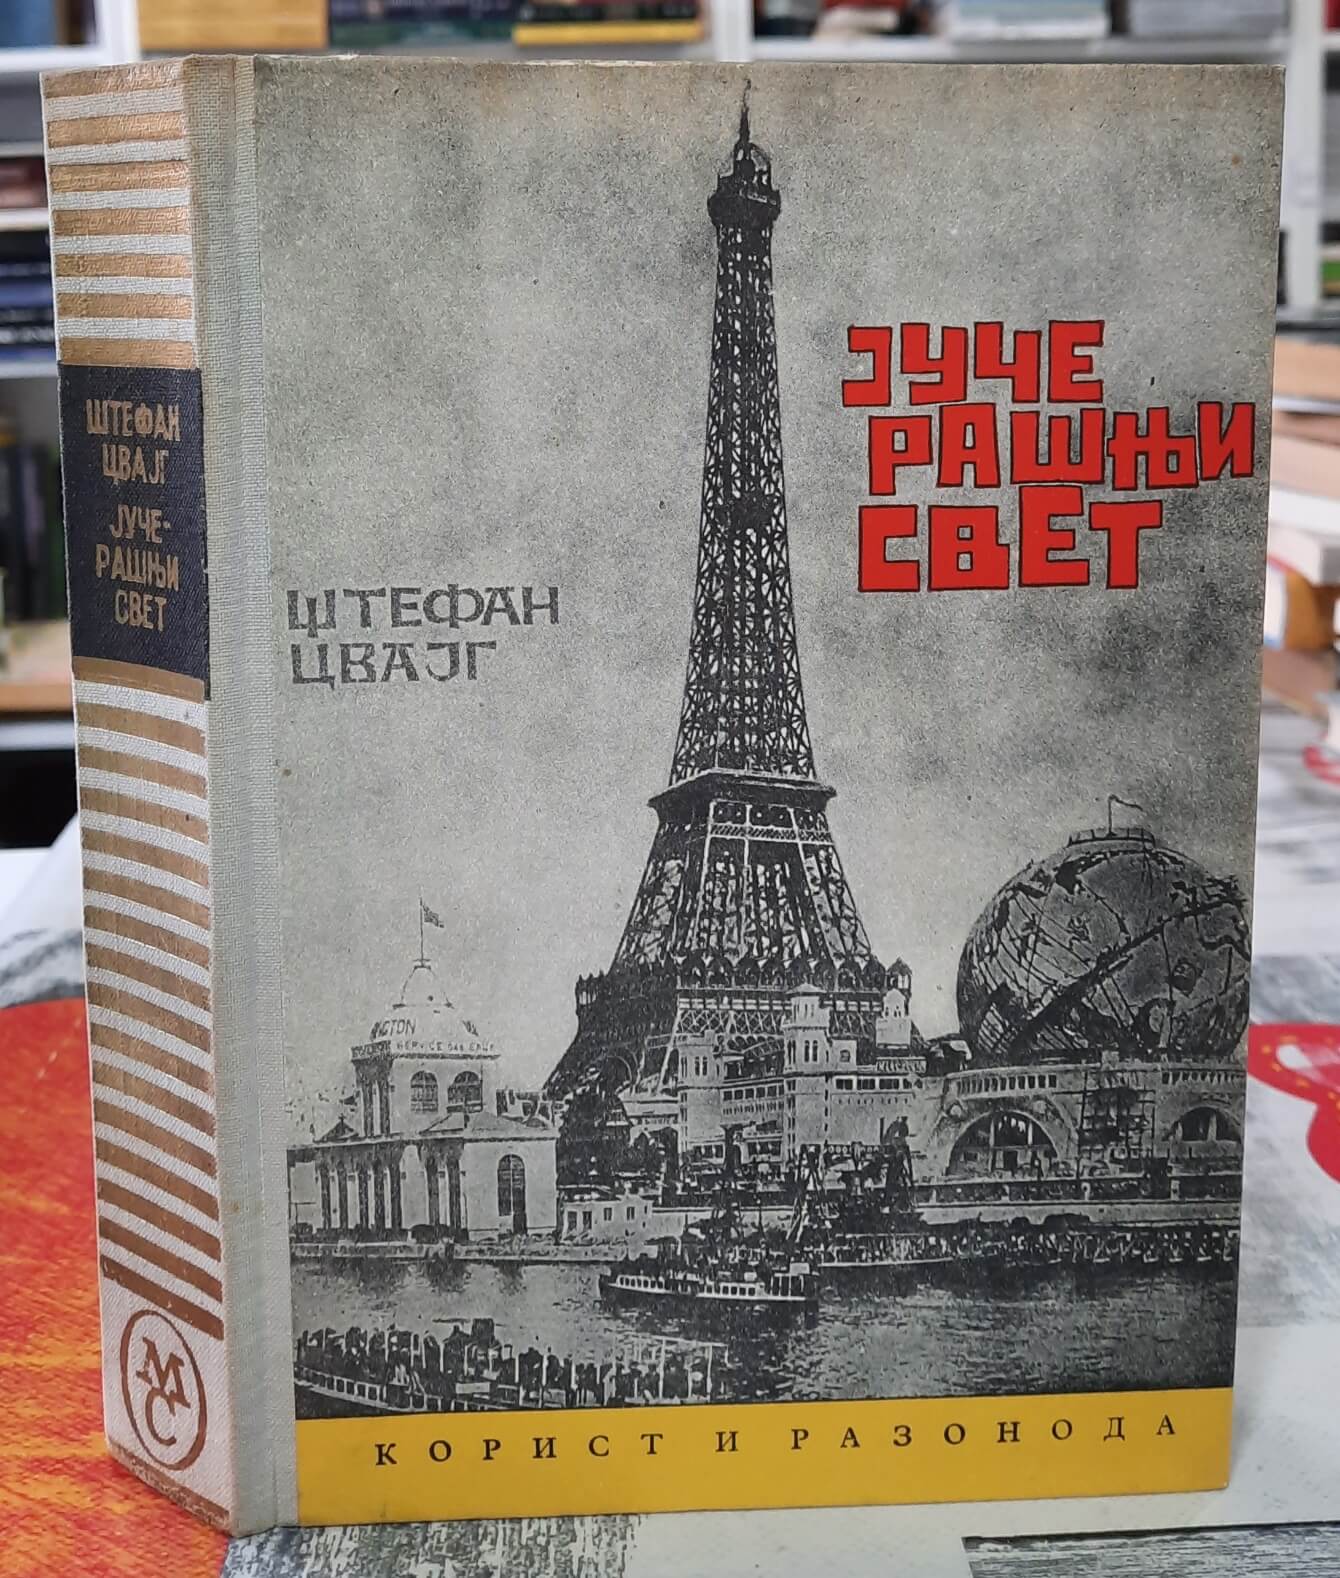 ШТЕФАН
ЦВАЈГ
ЈУЧЕ-
РАШЊИ
СВЕТ
МС
ЈУЧЕ
РАШЊИ
СВЕТ
ШТЕФАН
ЦВАЈГ
КОРИСТ И РАЗОНОДА